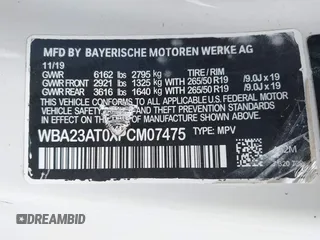 MFD BY BAYERISCHE MOTOREN WERKE AG
11/19
GVWR 6162 lbs 2795 kg TIRE/RIM
GAWR FRONT 2921 lbs 1325 kg WITH 265/50 R19 /9.0J x 19
GAWR REAR 3616 lbs 1640 kg WITH 265/50 R19 /9.0J x 19
THIS VEHICLE CONFORMS TO ALL APPLICABLE FEDERAL MOTOR
VEHICLE SAFETY, BUMPER, AND THEFT PREVENTION STANDARDS
IN EFFECT ON THE DATE OF MANUFACTURE SHOWN ABOVE.
TYPE: MPV
DREAMBID